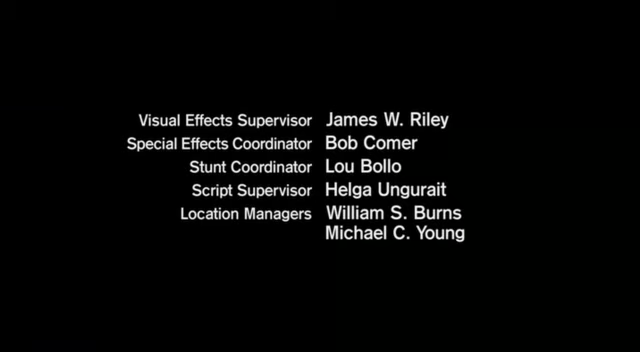 Visual Effects Supervisor James W. Riley
Special Effects Coordinator Bob Comer
Stunt Coordinator Lou Bollo
Script Supervisor Helga Ungurait
Location Managers William S. Burns
Michael C. Young